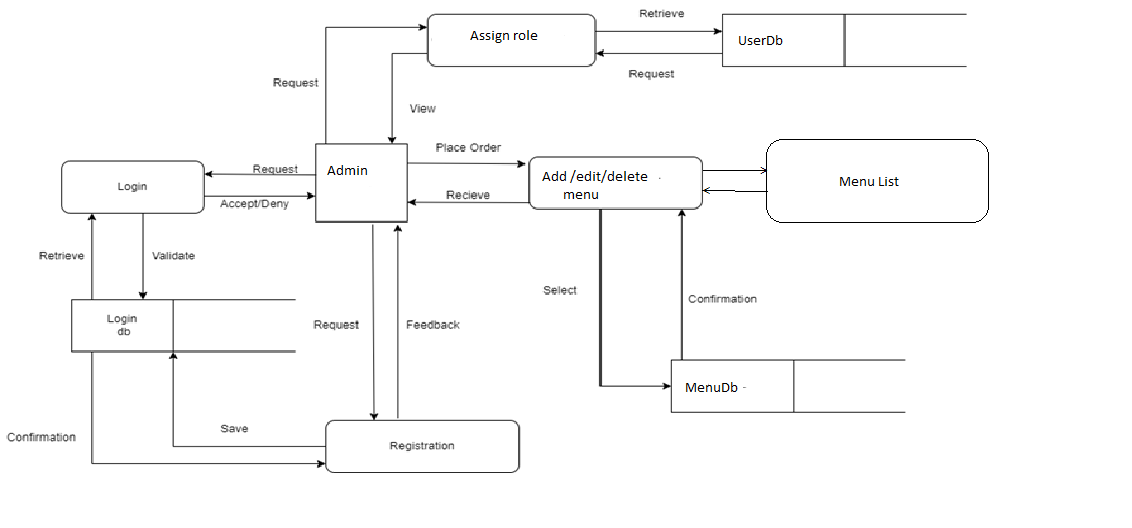 Retrieve
Assign role
UserDb
Request
Request
View
Place Order
Request
Admin
Add /edit/delete
menu
Menu List
Login
Accept/Deny
Recieve
Retrieve
Validate
Select
Confirmation
Login
db
Request
Feedback
MenuDb
Save
Confirmation
Registration